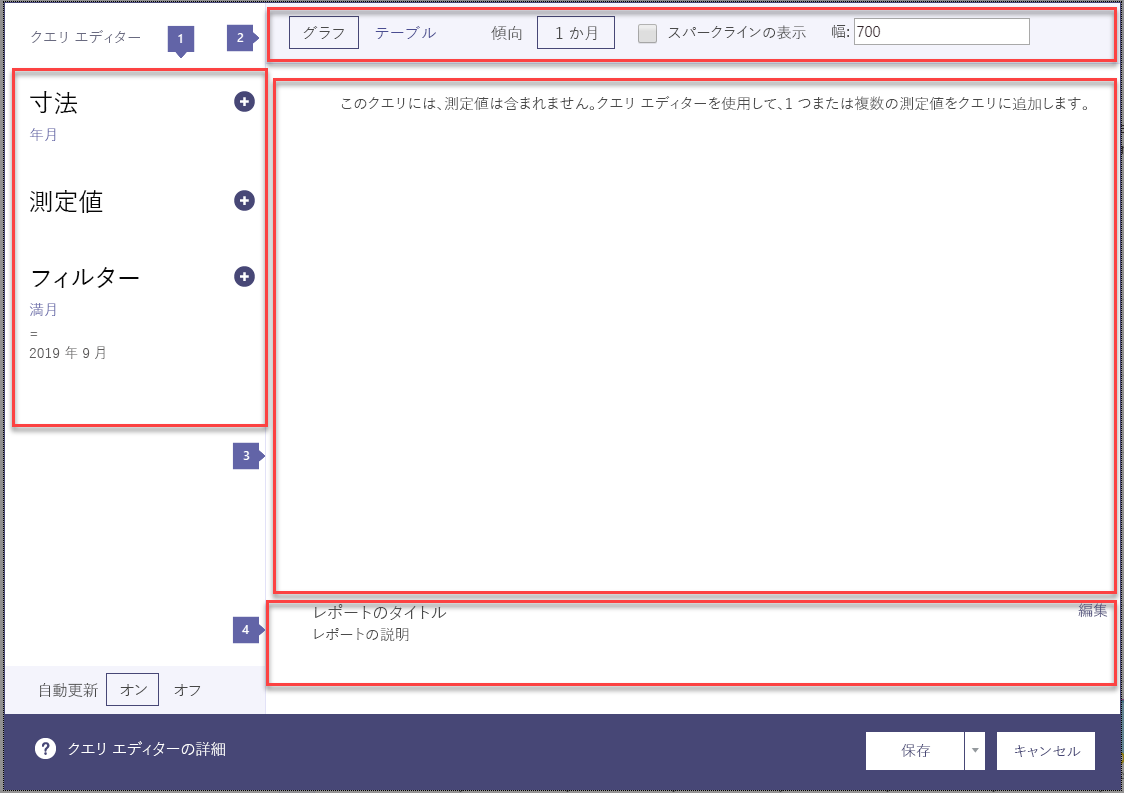 クエリ エディター
1
2
グラフ テーブル 傾向 1 か月 スパークラインの表示 幅: 700
寸法
年月
測定値
フィルター
満月
=
2019 年 9 月
このクエリには、測定値は含まれません。クエリ エディターを使用して、1 つまたは複数の測定値をクエリに追加します。
3
4
レポートのタイトル
編集
レポートの説明
自動更新 オン オフ
? クエリ エディターの詳細
保存
キャンセル